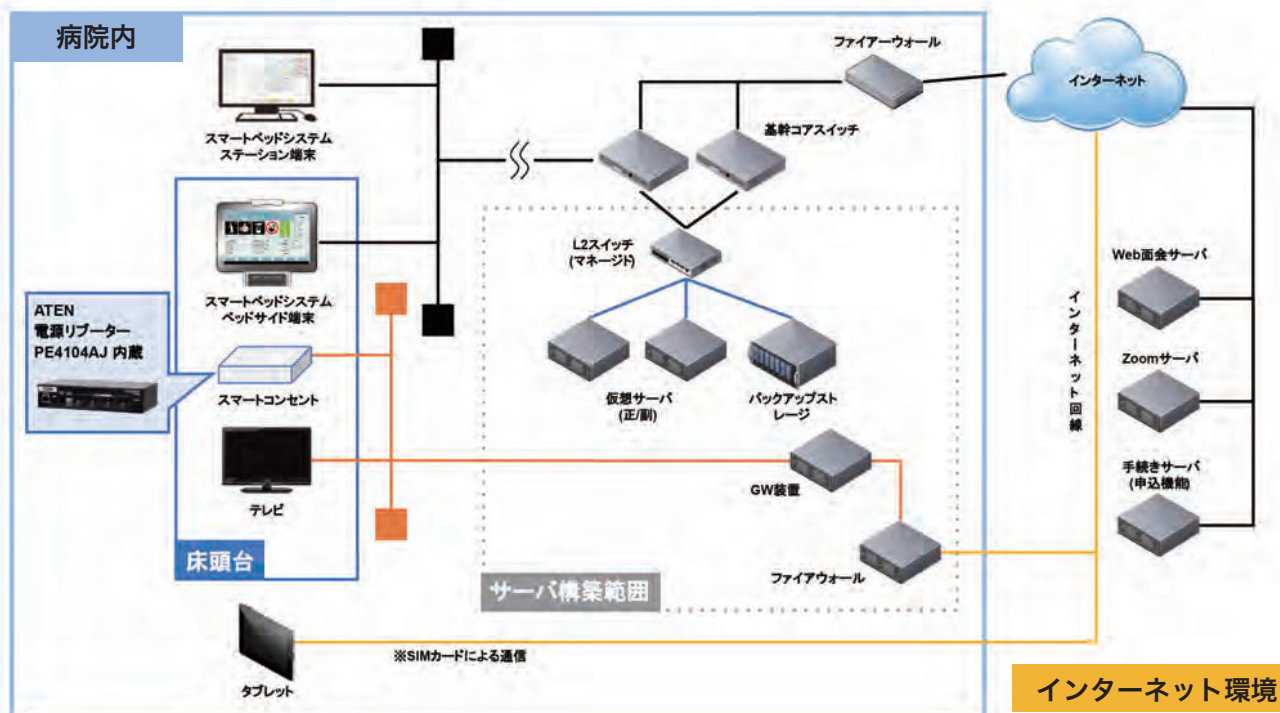 病院内
ファイアーウォール
インターネット
スマートベッドシステム
ステーション端末
基幹コアスイッチ
L2スイッチ
(マネージド)
Web面会サーバ
スマートベッドシステム
ベッドサイド端末
ATEN
電源リブーター
PE4104AJ 内蔵
インターネット回線
Zoomサーバ
スマートコンセント
仮想サーバ
(正/副)
バックアップスト
レージ
手続きサーバ
(申込機能)
GW装置
テレビ
床頭台
ファイアウォール
サーバ構築範囲
※SIMカードによる通信
タブレット
インターネット環境